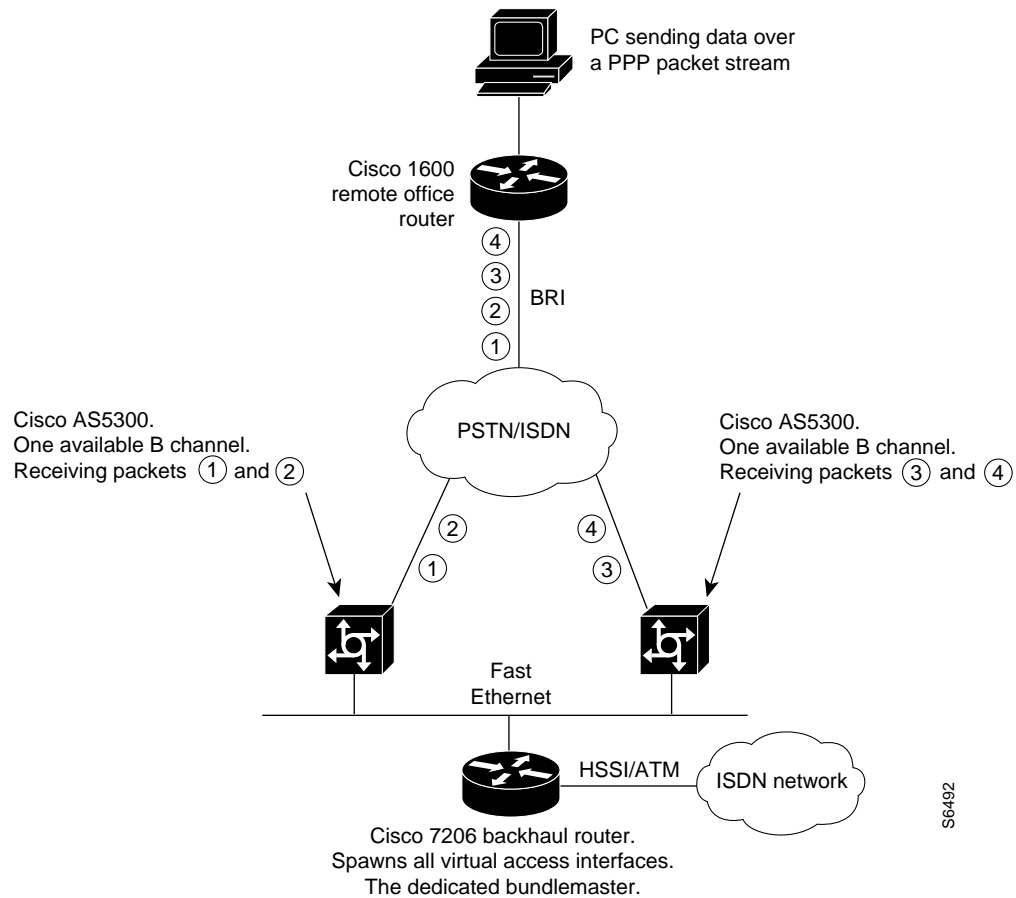 PC sending data over
a PPP packet stream
Cisco 1600
remote office
router
4
3
2
1
BRI
PSTN/ISDN
Cisco AS5300.
One available B channel.
Receiving packets 1 and 2
Cisco AS5300.
One available B channel.
Receiving packets 3 and 4
2
1
4
3
Fast
Ethernet
HSSI/ATM
ISDN network
Cisco 7206 backhaul router.
Spawns all virtual access interfaces.
The dedicated bundlemaster.
S6492